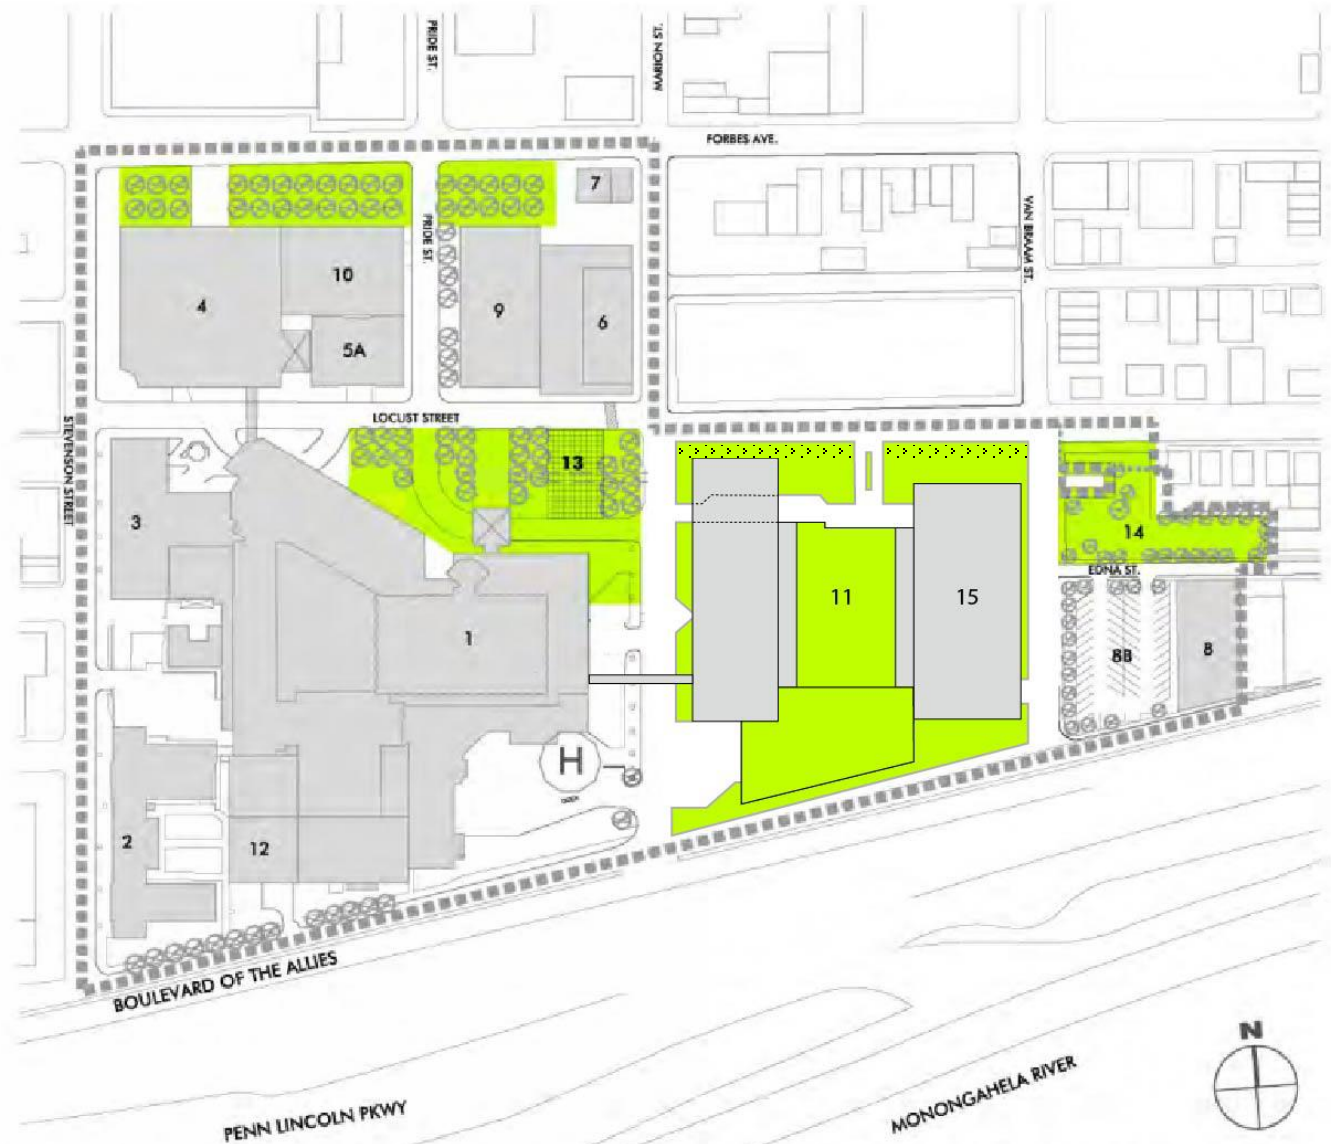 PRIDE ST.
MARION ST.
FORBES AVE.
7
PRIDE ST.
VAN BRAAM ST.
10
4
9
6
5A
LOCUST STREET
STEVENSON STREET
13
3
14
EDNA ST.
11
15
1
8B
8
H
2
12
BOULEVARD OF THE ALLIES
N
PENN LINCOLN PKWY
MONONGAHELA RIVER